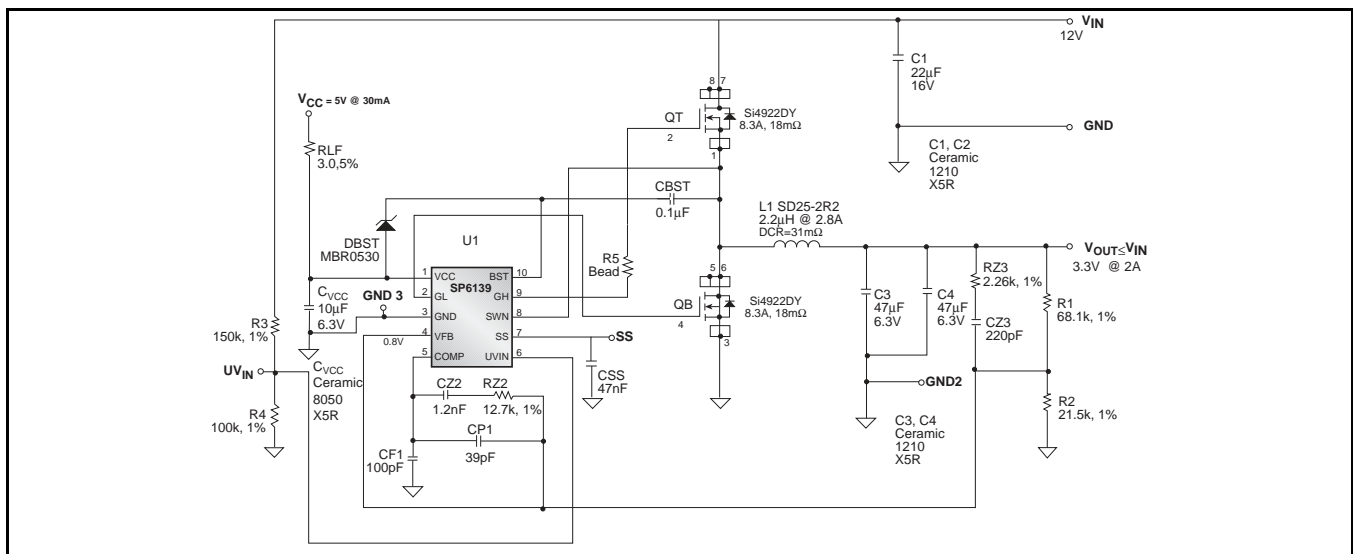 VIN
12V
C1
22µF
16V
VCC = 5V @ 30mA
8 7
QT
Si4922DY
8.3A, 18mΩ
2
GND
RLF
3.0,5%
1
C1, C2
Ceramic
1210
X5R
CBST
0.1µF
L1 SD25-2R2
2.2µH @ 2.8A
DCR=31mΩ
DBST
MBR0530
U1
VOUT≤VIN
3.3V @ 2A
R5
Bead
5 6
RZ3
2.26k, 1%
1 VCC BST 10
SP6139
2 GL GH 9
GND 3
3 GND SWN 8
4 VFB SS 7
5 COMP UVIN 6
0.8V
CVCC
10µF
6.3V
QB
Si4922DY
8.3A, 18mΩ
4
3
C3
47µF
6.3V
C4
47µF
6.3V
R1
68.1k, 1%
CZ3
220pF
R3
150k, 1%
SS
UVIN
CVCC
Ceramic
8050
X5R
CSS
47nF
GND2
R4
100k, 1%
CZ2
1.2nF
RZ2
12.7k, 1%
R2
21.5k, 1%
C3, C4
Ceramic
1210
X5R
CP1
39pF
CF1
100pF